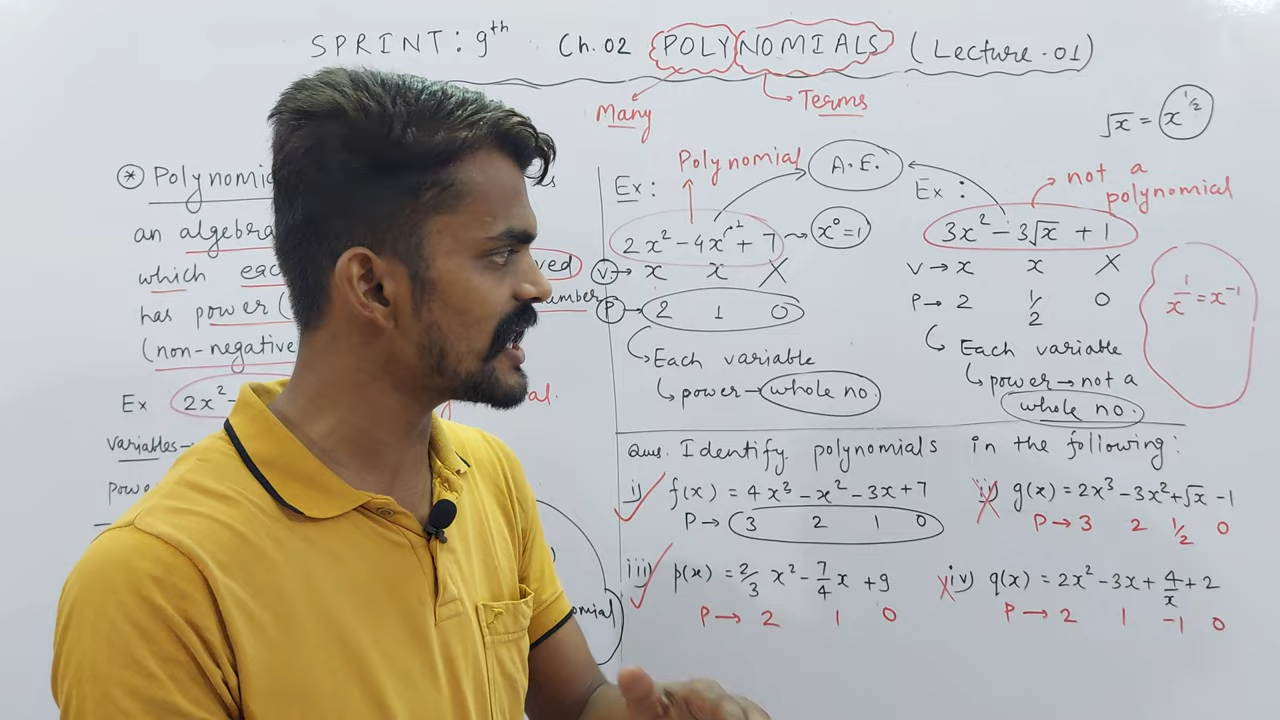 SPRINT: 9th Ch. 02 POLYNOMIALS (Lecture-01)
Many
Terms
√x = x^1/2
Polynomial
A.E.
not a
polynomial
Ex:
2x² - 4x¹ + 7
x⁰=1
V→ x x X
P→ 2 1 0
Each variable
power→ whole no.
Ex:
3x² - 3√x + 1
V→ x x X
P→ 2 1/2 0
Each variable
power→ not a
whole no.
1/x = x⁻¹
an
which
has power (
number
(non-negative
Ex 2x² -
variables
Ques. Identify polynomials in the following:
i) f(x) = 4x³ - x² - 3x + 7
P→ 3 2 1 0
ii) g(x) = 2x³ - 3x² + √x - 1
P→ 3 2 1/2 0
iii) p(x) = 2/3 x² - 7/4 x + 9
P→ 2 1 0
iv) q(x) = 2x² - 3x + 4/x + 2
P→ 2 1 -1 0